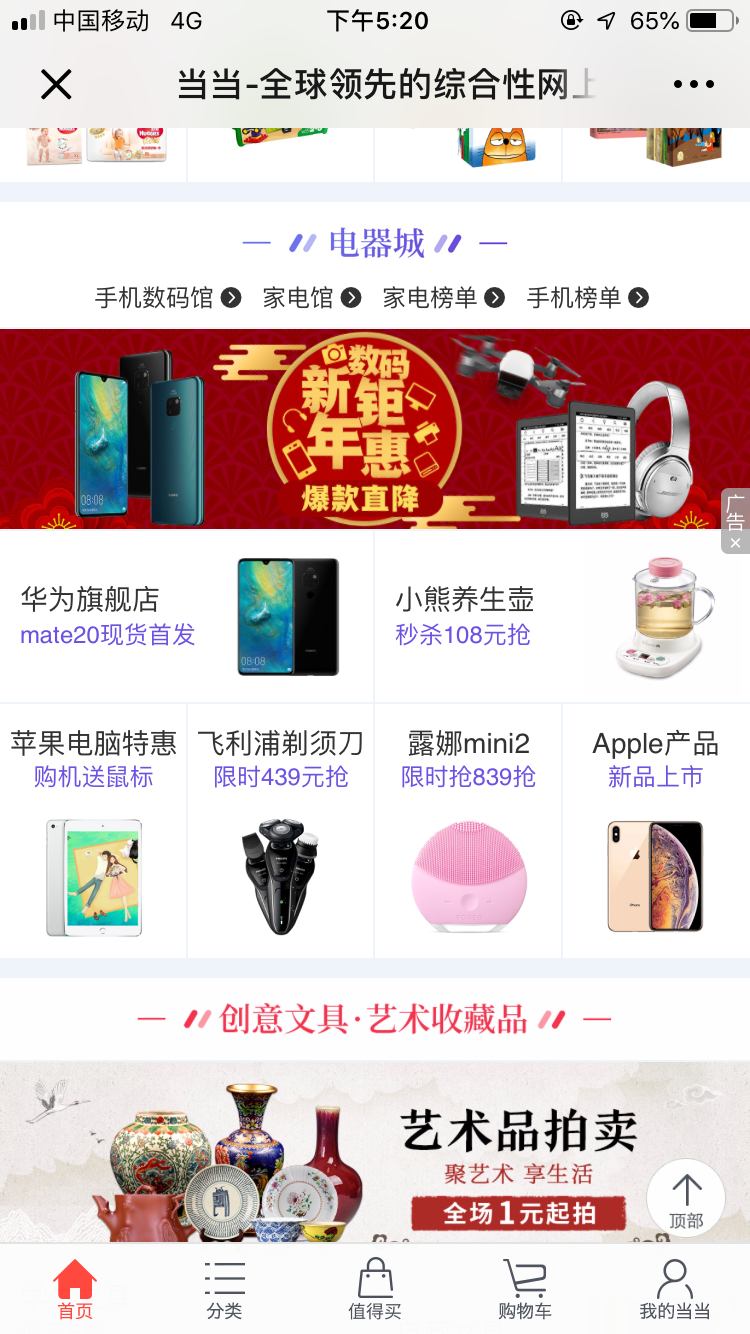 中国移动 4G 下午5:20 65%
当当-全球领先的综合性网上
电器城
手机数码馆 家电馆 家电榜单 手机榜单
数码
新年钜惠
爆款直降
08:08
广告
华为旗舰店
mate20现货首发
08:08
小熊养生壶
秒杀108元抢
苹果电脑特惠
购机送鼠标
飞利浦剃须刀
限时439元抢
露娜mini2
限时抢839抢
Apple产品
新品上市
创意文具·艺术收藏品
艺术品拍卖
聚艺术 享生活
全场1元起拍
顶部
首页 分类 值得买 购物车 我的当当